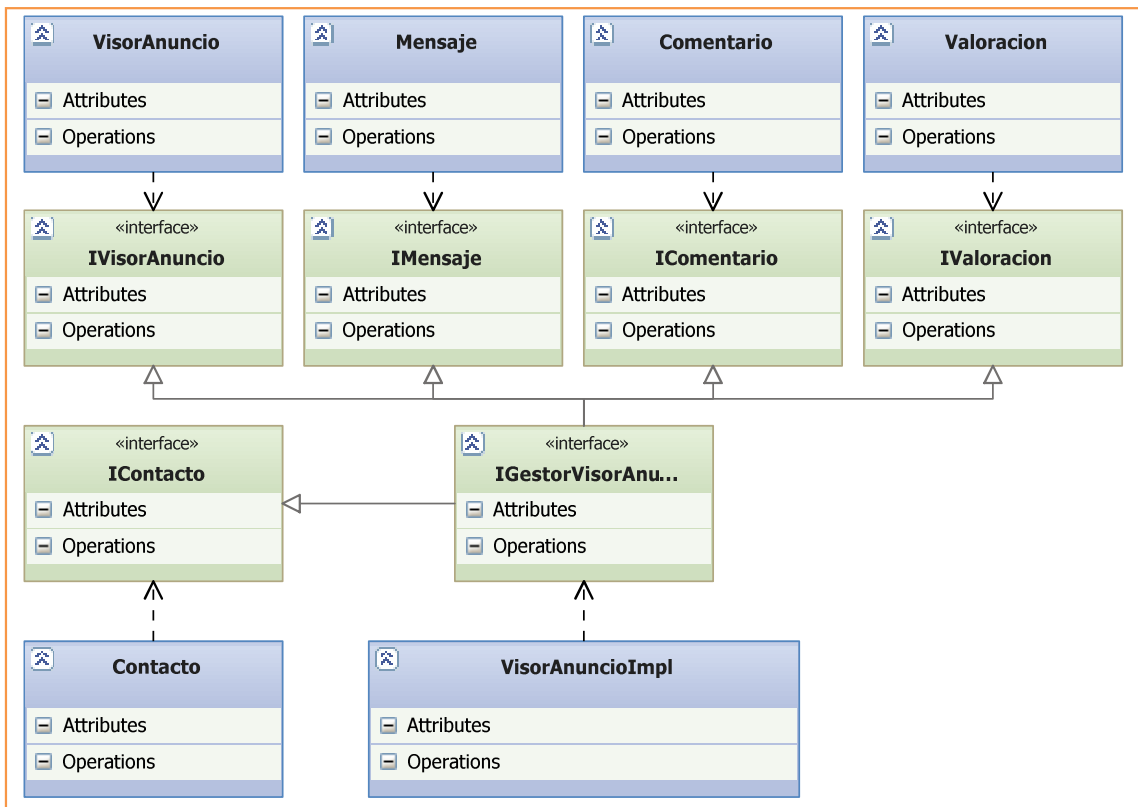 VisorAnuncio
Attributes
Operations
Mensaje
Attributes
Operations
Comentario
Attributes
Operations
Valoracion
Attributes
Operations
«interface»
IVisorAnuncio
Attributes
Operations
«interface»
IMensaje
Attributes
Operations
«interface»
IComentario
Attributes
Operations
«interface»
IValoracion
Attributes
Operations
«interface»
IContacto
Attributes
Operations
«interface»
IGestorVisorAnu...
Attributes
Operations
Contacto
Attributes
Operations
VisorAnuncioImpl
Attributes
Operations